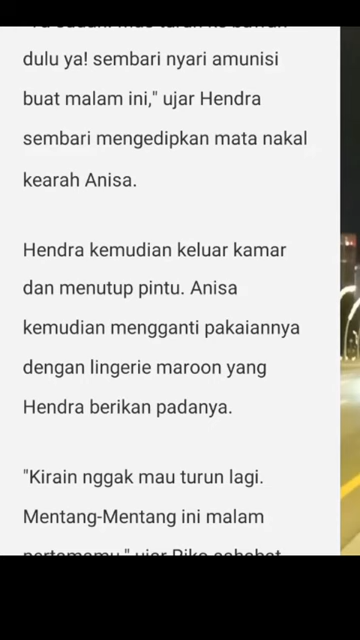 dulu ya! sembari nyari amunisi
buat malam ini," ujar Hendra
sembari mengedipkan mata nakal
kearah Anisa.
Hendra kemudian keluar kamar
dan menutup pintu. Anisa
kemudian mengganti pakaiannya
dengan lingerie maroon yang
Hendra berikan padanya.
"Kirain nggak mau turun lagi.
Mentang-Mentang ini malam